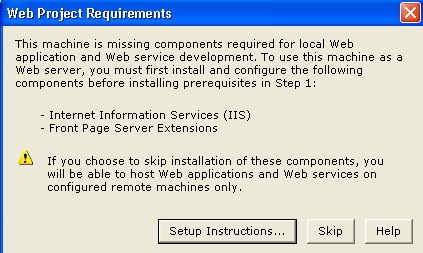 Web Project Requirements
This machine is missing components required for local Web
application and Web service development. To use this machine as a
Web server, you must first install and configure the following
components before installing prerequisites in Step 1:
- Internet Information Services (IIS)
- Front Page Server Extensions
If you choose to skip installation of these components, you
will be able to host Web applications and Web services on
configured remote machines only.
Setup Instructions... Skip Help